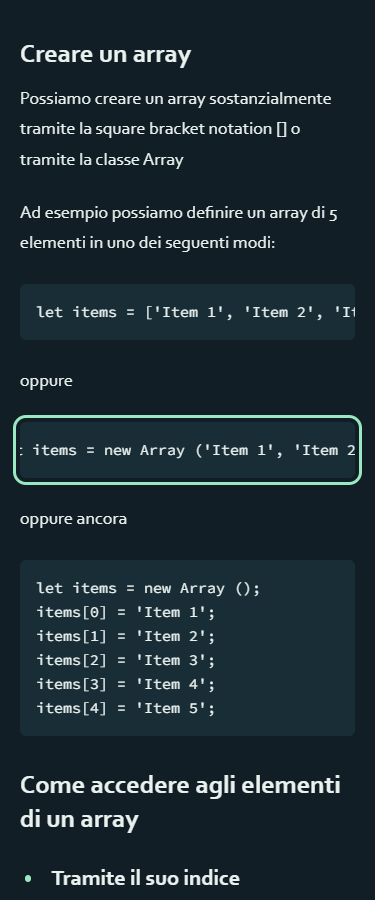 Creare un array
Possiamo creare un array sostanzialmente
tramite la square bracket notation [] o
tramite la classe Array
Ad esempio possiamo definire un array di 5
elementi in uno dei seguenti modi:
let items = ['Item 1', 'Item 2', 'It
oppure
t items = new Array ('Item 1', 'Item 2
oppure ancora
let items = new Array ();
items[0] = 'Item 1';
items[1] = 'Item 2';
items[2] = 'Item 3';
items[3] = 'Item 4';
items[4] = 'Item 5';
Come accedere agli elementi
di un array
• Tramite il suo indice